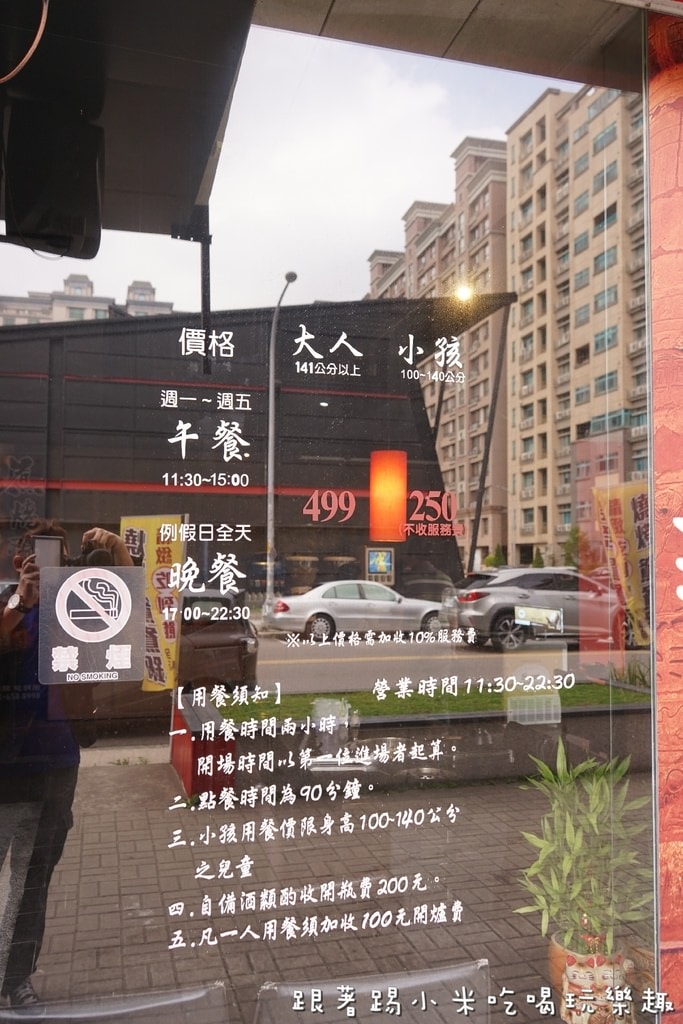 價格 大人 小孩
141公分以上 100~140公分
週一～週五
午餐
11:30~15:00
499 250
(不收服務費)
例假日全天
晚餐
17:00~22:30
※以上價格需加收10%服務費
禁煙
NO SMOKING
【用餐須知】 營業時間11:30~22:30
一.用餐時間兩小時，
開場時間以第一位進場者起算。
二.點餐時間為90分鐘。
三.小孩用餐價限身高100-140公分
之兒童
四.自備酒類酌收開瓶費200元。
五.凡一人用餐須加收100元開爐費
跟著踢小米吃喝玩樂趣